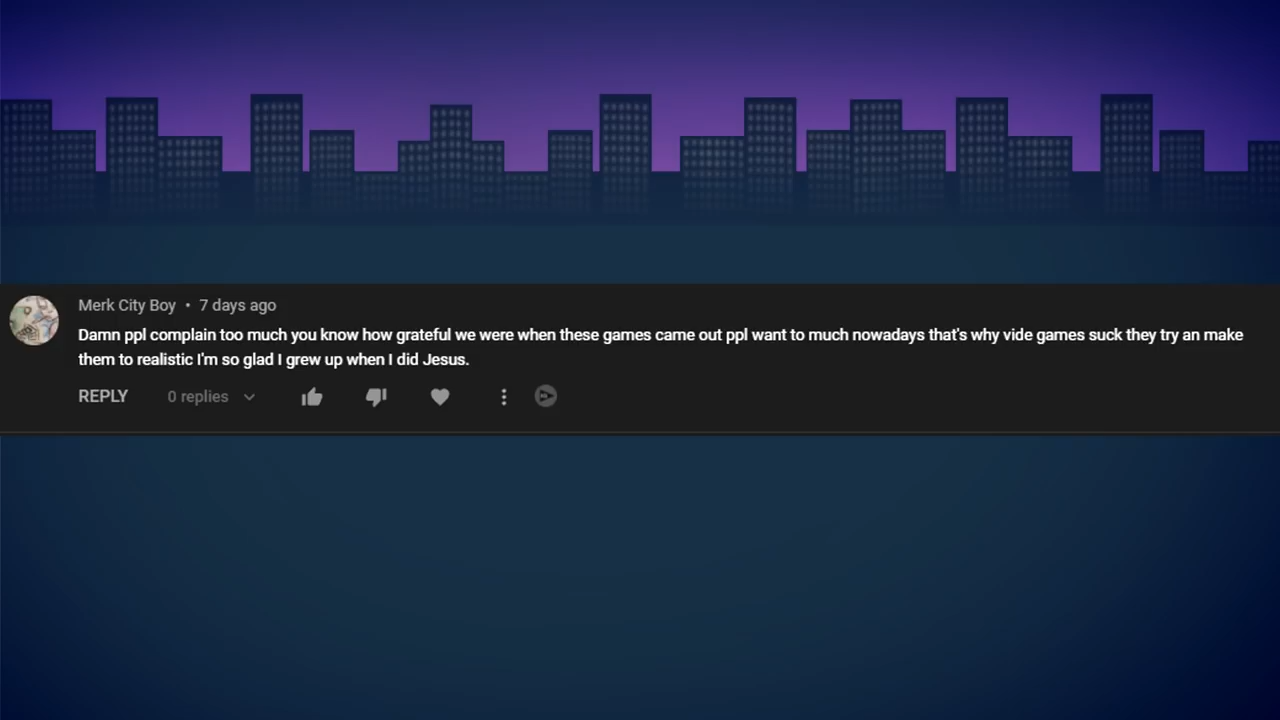 Merk City Boy • 7 days ago
Damn ppl complain too much you know how grateful we were when these games came out ppl want to much nowadays that's why vide games suck they try an make
them to realistic I'm so glad I grew up when I did Jesus.
REPLY 0 replies